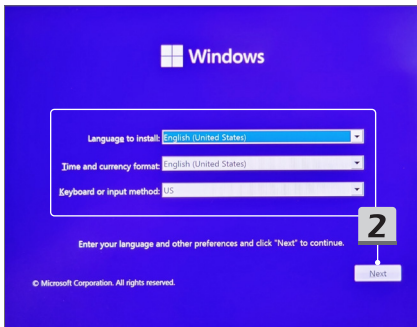 Windows
Language to install: English (United States)
Time and currency format: English (United States)
Keyboard or input method: US
Enter your language and other preferences and click "Next" to continue.
2
Next
© Microsoft Corporation. All rights reserved.